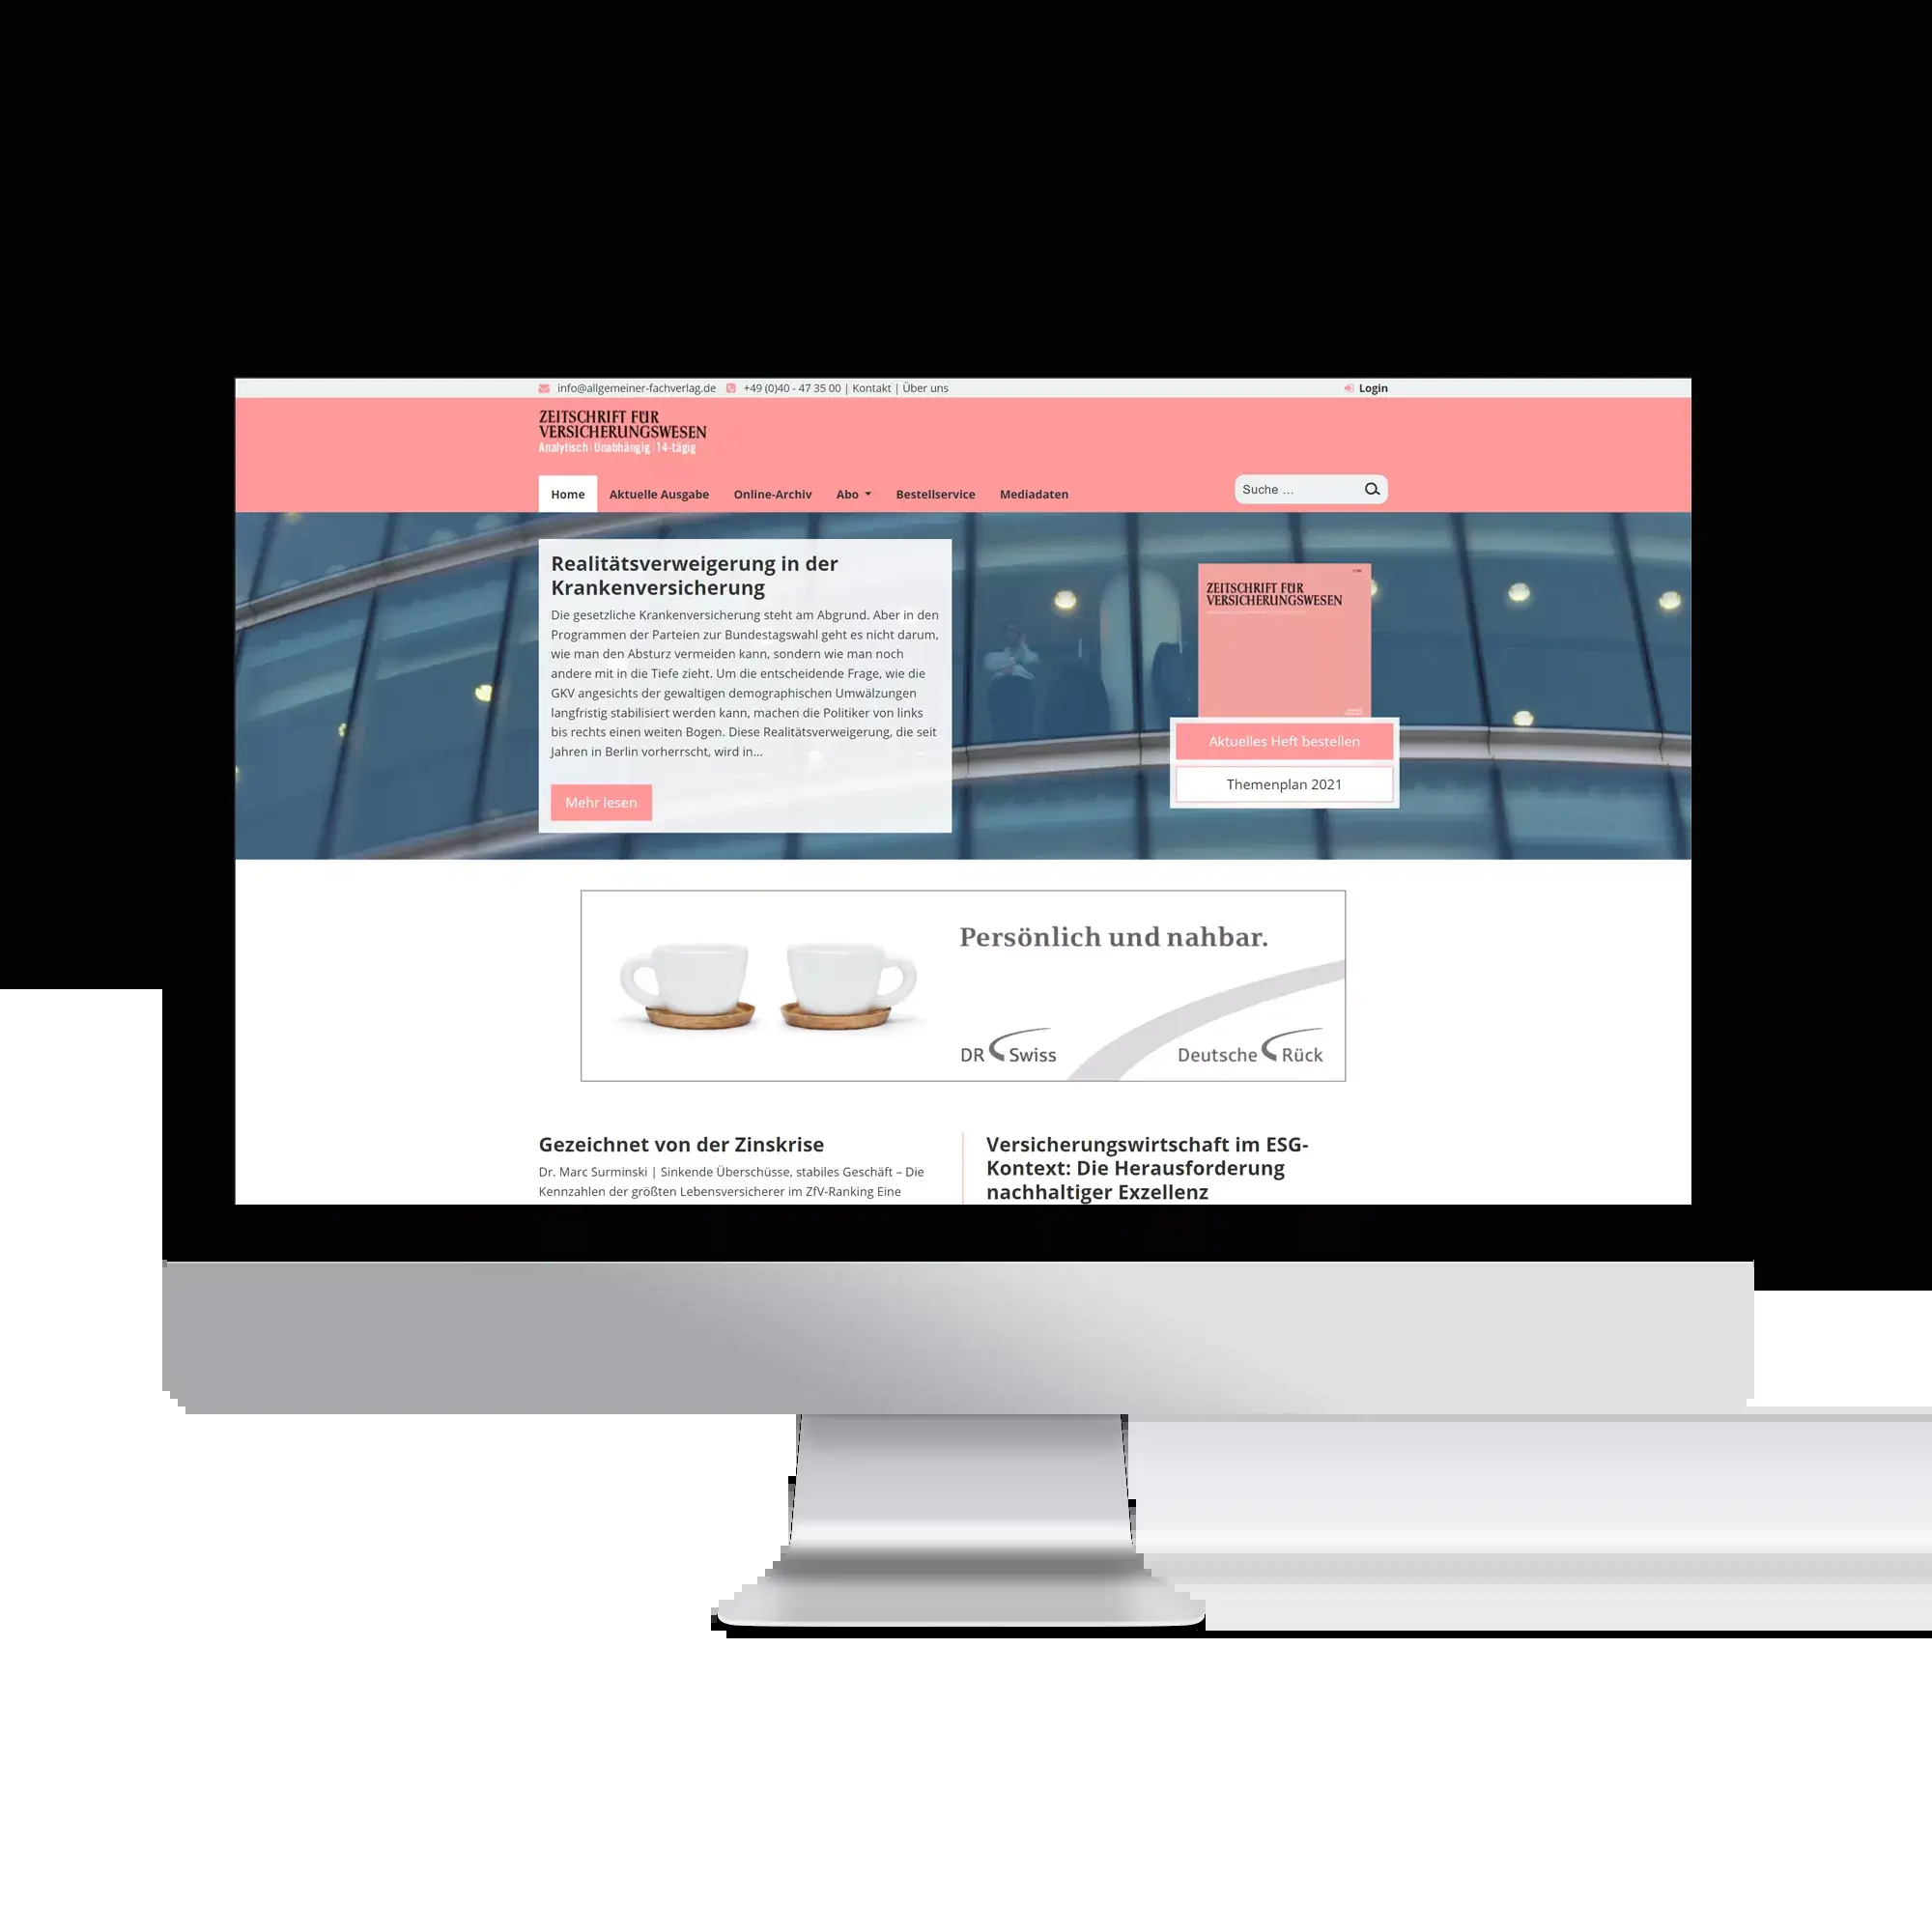 info@allgemeiner-fachverlag.de +49 (0)40 - 47 35 00 | Kontakt | Über uns Login
ZEITSCHRIFT FÜR
VERSICHERUNGSWESEN
Analytisch | Unabhängig | 14-tägig
Home Aktuelle Ausgabe Online-Archiv Abo Bestellservice Mediadaten Suche ...
Realitätsverweigerung in der
Krankenversicherung
Die gesetzliche Krankenversicherung steht am Abgrund. Aber in den
Programmen der Parteien zur Bundestagswahl geht es nicht darum,
wie man den Absturz vermeiden kann, sondern wie man noch
andere mit in die Tiefe zieht. Um die entscheidende Frage, wie die
GKV angesichts der gewaltigen demographischen Umwälzungen
langfristig stabilisiert werden kann, machen die Politiker von links
bis rechts einen weiten Bogen. Diese Realitätsverweigerung, die seit
Jahren in Berlin vorherrscht, wird in...
Mehr lesen
ZEITSCHRIFT FÜR
VERSICHERUNGSWESEN
Aktuelles Heft bestellen
Themenplan 2021
Persönlich und nahbar.
DR Swiss
Deutsche Rück
Gezeichnet von der Zinskrise
Dr. Marc Surminski | Sinkende Überschüsse, stabiles Geschäft – Die
Kennzahlen der größten Lebensversicherer im ZfV-Ranking Eine
Versicherungswirtschaft im ESG-
Kontext: Die Herausforderung
nachhaltiger Exzellenz